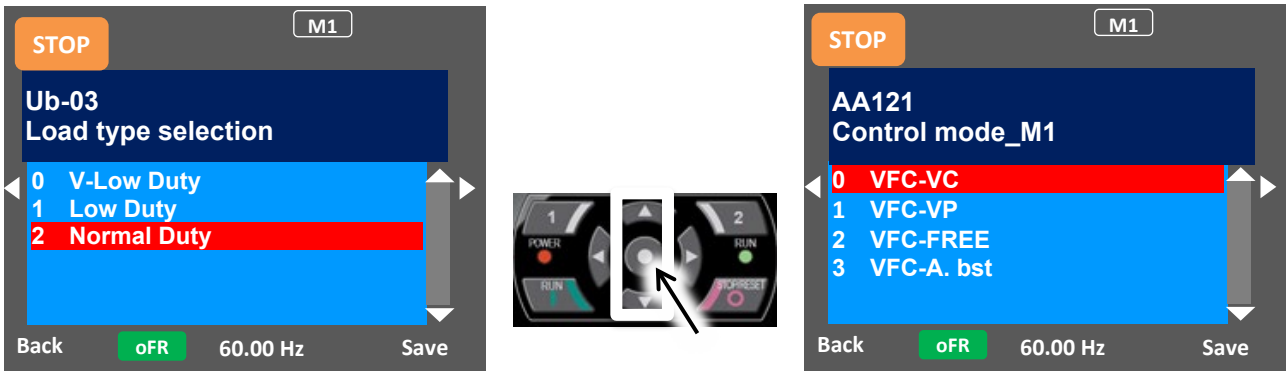 M1
STOP
Ub-03
Load type selection
0 V-Low Duty
1 Low Duty
2 Normal Duty
Back oFR 60.00 Hz Save
1 2
POWER RUN
RUN STOP/RESET
M1
STOP
AA121
Control mode_M1
0 VFC-VC
1 VFC-VP
2 VFC-FREE
3 VFC-A. bst
Back oFR 60.00 Hz Save